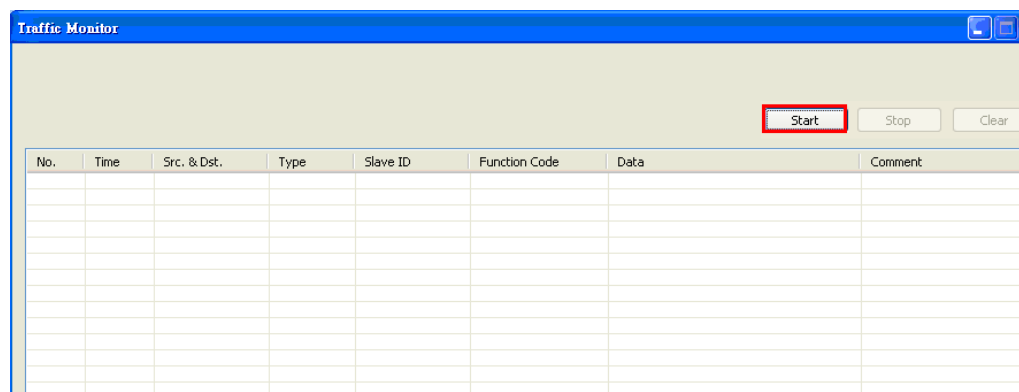 Traffic Monitor
Start Stop Clear
No. Time Src. & Dst. Type Slave ID Function Code Data Comment